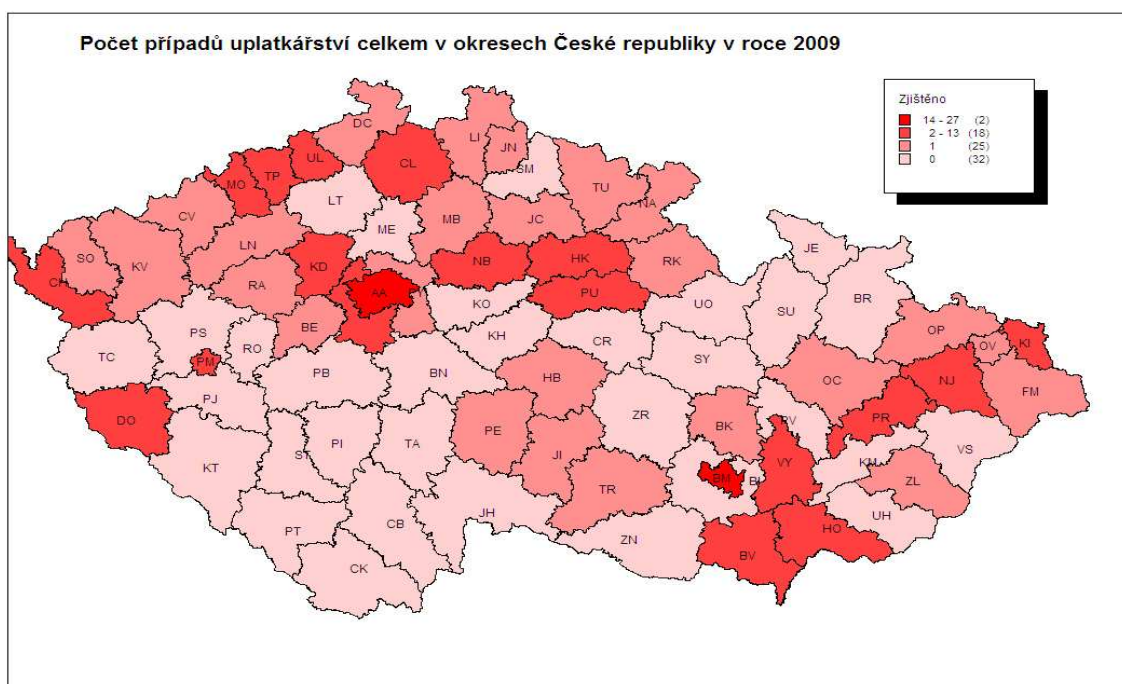 Počet případů uplatkářství celkem v okresech České republiky v roce 2009
Zjištěno
14 - 27 (2)
2 - 13 (18)
1 (25)
0 (32)
DC
LI
JN
SM
UL
CL
TP
MO
LT
TU
NA
CV
ME
MB
JC
JE
SO
KV
LN
KD
NB
HK
RK
CH
RA
AA
PU
UO
SU
BR
KO
PS
RO
BE
KH
CR
OP
OV
KI
TC
PM
SY
PB
BN
HB
OC
NJ
FM
PJ
DO
ZR
PR
BK
PI
TA
PE
VS
KT
ST
JI
VY
KM
BM
ZL
TR
JH
CB
UH
PT
HO
ZN
BV
CK